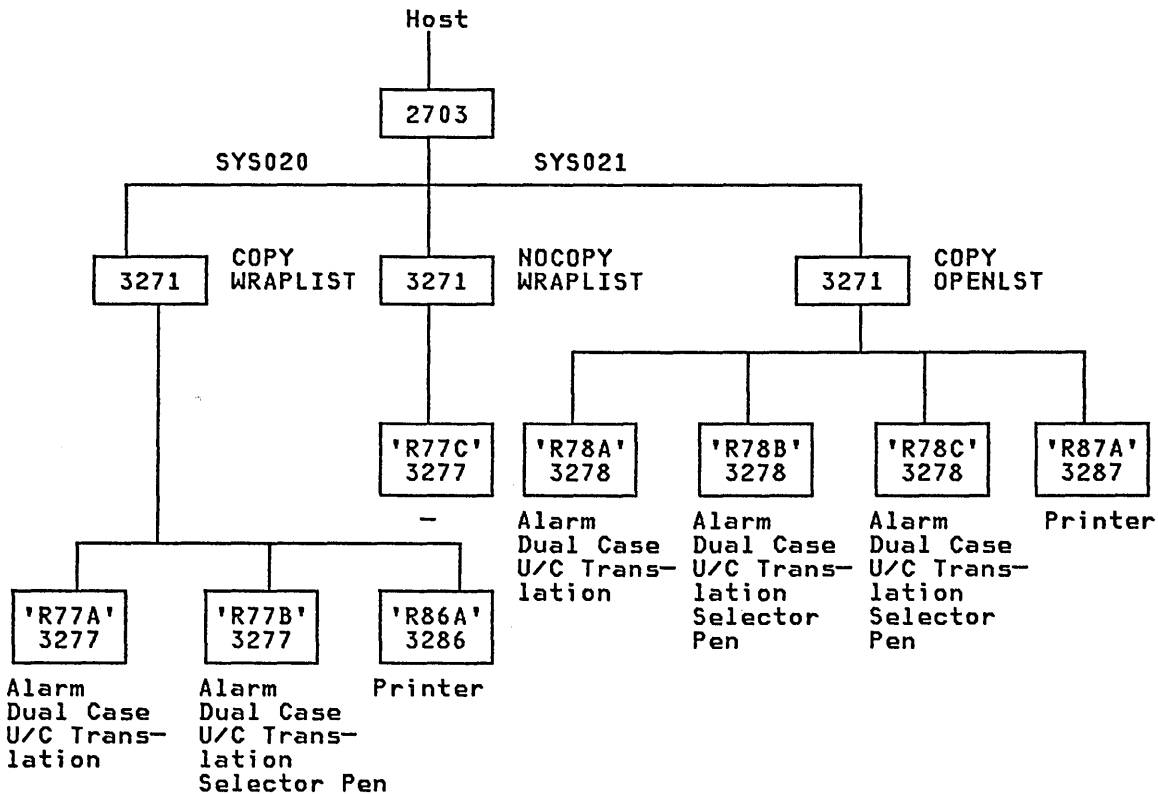 Host
2703
SYS020
SYS021
3271
COPY
WRAPLIST
3271
NOCOPY
WRAPLIST
3271
COPY
OPENLST
'R77C'
3277
–
'R78A'
3278
Alarm
Dual Case
U/C Trans–
lation
'R78B'
3278
Alarm
Dual Case
U/C Trans–
lation
Selector
Pen
'R78C'
3278
Alarm
Dual Case
U/C Trans–
lation
Selector
Pen
'R87A'
3287
Printer
'R77A'
3277
Alarm
Dual Case
U/C Trans–
lation
'R77B'
3277
Alarm
Dual Case
U/C Trans–
lation
Selector Pen
'R86A'
3286
Printer